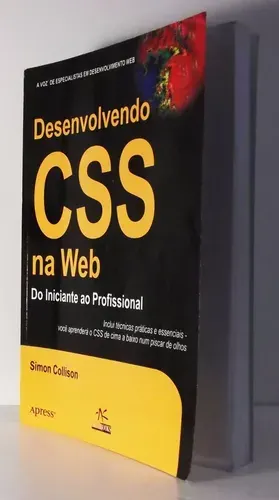 A VOZ DE ESPECIALISTAS EM DESENVOLVIMENTO WEB
Desenvolvendo
CSS
na Web
Do Iniciante ao Profissional
Inclui técnicas práticas e essenciais -
você aprenderá o CSS de cima a baixo num piscar de olhos
Simon Collison
Apress®